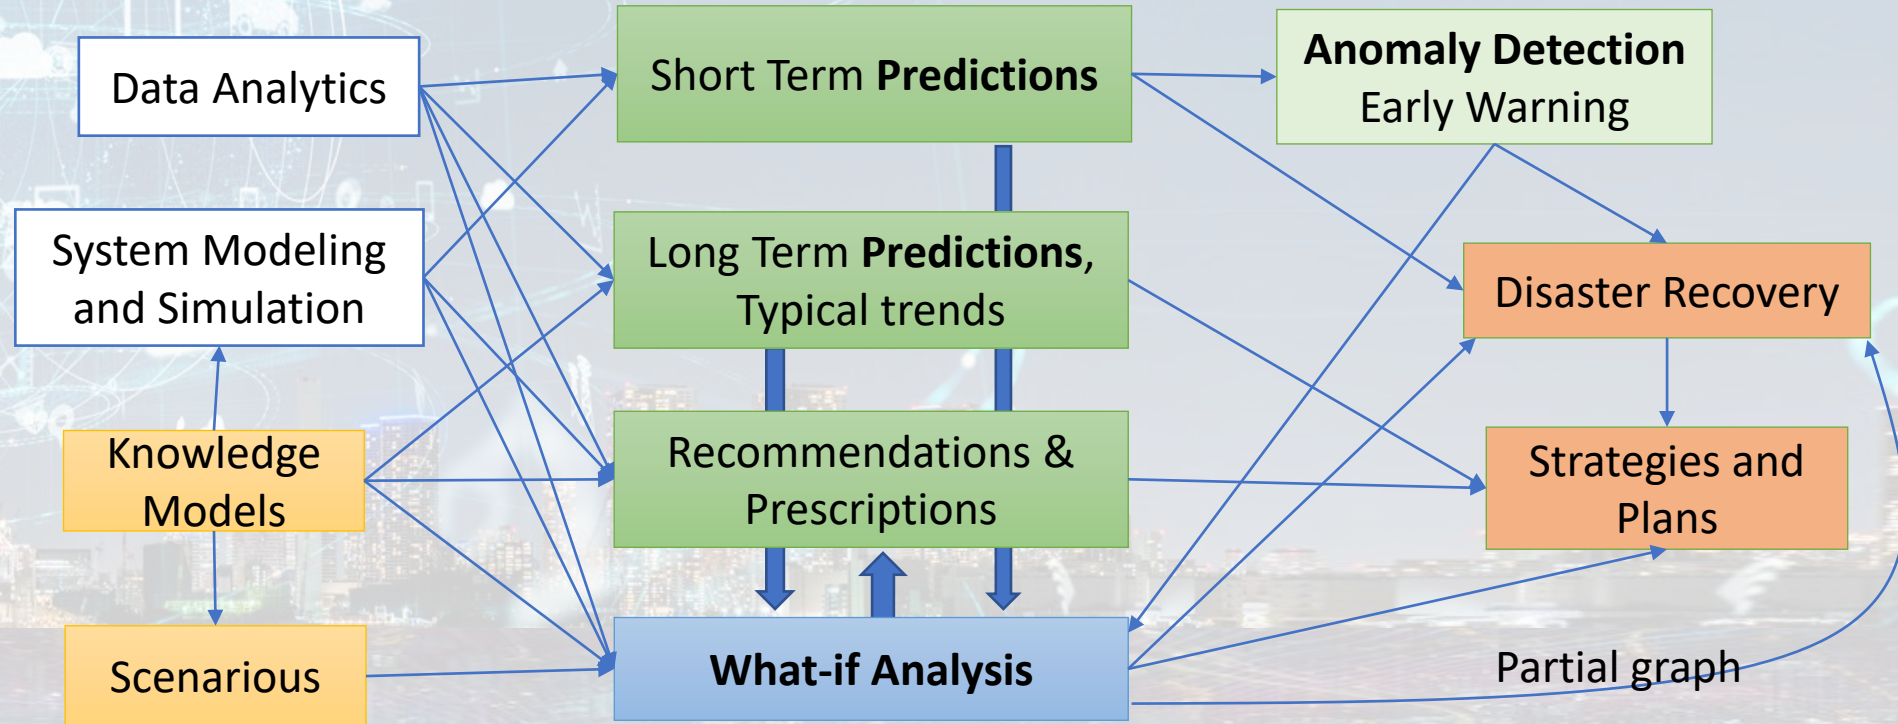 Data Analytics
System Modeling
and Simulation
Knowledge
Models
Scenarious
Short Term Predictions
Long Term Predictions,
Typical trends
Recommendations &
Prescriptions
What-if Analysis
Anomaly Detection
Early Warning
Disaster Recovery
Strategies and
Plans
Partial graph